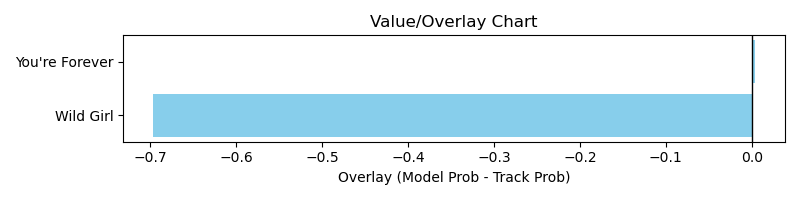 Value/Overlay Chart
You're Forever
Wild Girl
−0.7 −0.6 −0.5 −0.4 −0.3 −0.2 −0.1 0.0
Overlay (Model Prob - Track Prob)